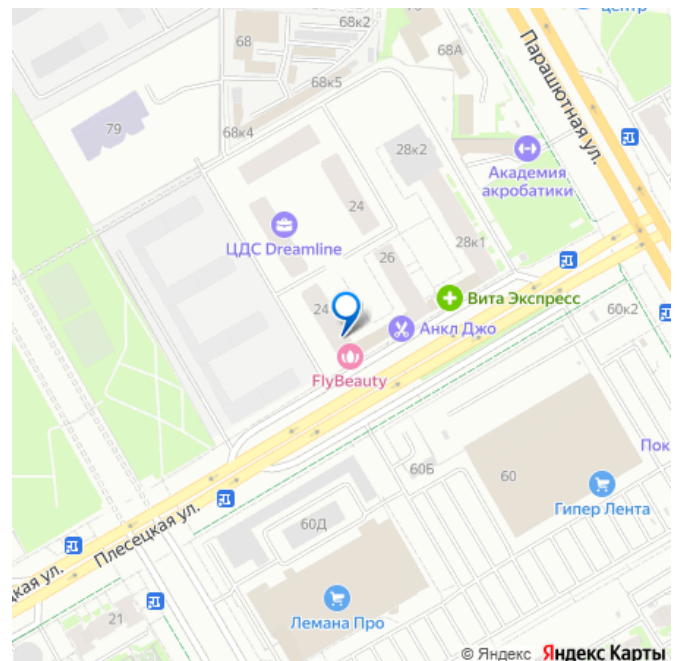 центр
68к2
68
68А
Парашютная ул.
68к5
79
68к4
28к2
Академия
акробатики
24
ЦДС Dreamline
28к1
26
Вита Экспресс
24
60к2
Анкл Джо
FlyBeauty
Пок
60Б
60
Гипер Лента
Плесецкая ул.
60Д
цкая ул.
21
Лемана Про
© Яндекс Яндекс Карты